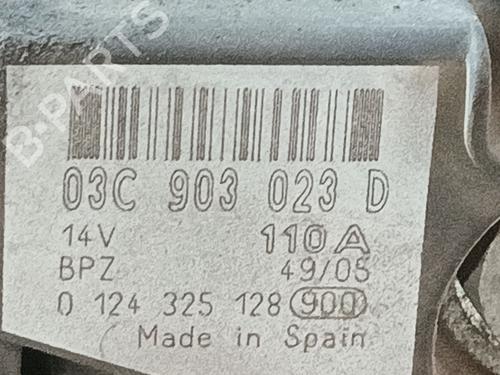 B-PARTS
03C 903 023 D
14V 110A
BPZ 49/05
0 124 325 128 900
Made in Spain